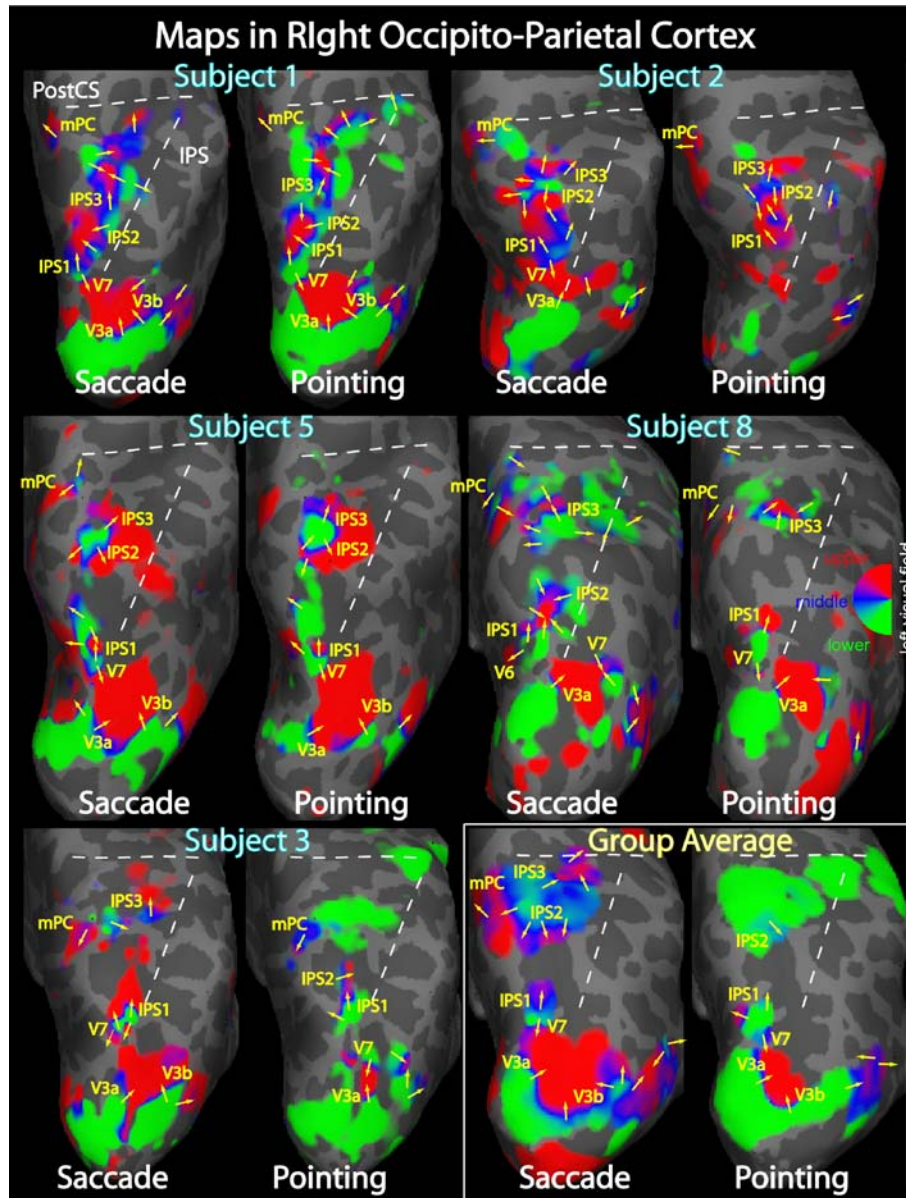 Maps in RIght Occipito-Parietal Cortex
Subject 1
Subject 2
PostCS
mPC
IPS
IPS3
IPS2
IPS1
V7
V3b
V3a
Saccade
mPC
IPS3
IPS2
IPS1
V7
V3b
V3a
Pointing
mPC
IPS3
IPS2
IPS1
V7
V3a
Saccade
mPC
IPS3
IPS2
IPS1
Pointing
Subject 5
Subject 8
mPC
IPS3
IPS2
IPS1
V7
V3b
V3a
Saccade
IPS3
IPS2
IPS1
V7
V3b
V3a
Pointing
mPC
IPS3
IPS2
IPS1
V7
V6
V3a
Saccade
mPC
IPS3
IPS1
V7
V3a
Pointing
upper
middle
lower
left visual field
Subject 3
Group Average
IPS3
mPC
IPS1
V7
V3b
V3a
Saccade
mPC
IPS2
IPS1
V7
V3a
Pointing
IPS3
mPC
IPS2
IPS1
V7
V3a
V3b
Saccade
IPS2
IPS1
V7
V3a
V3b
Pointing